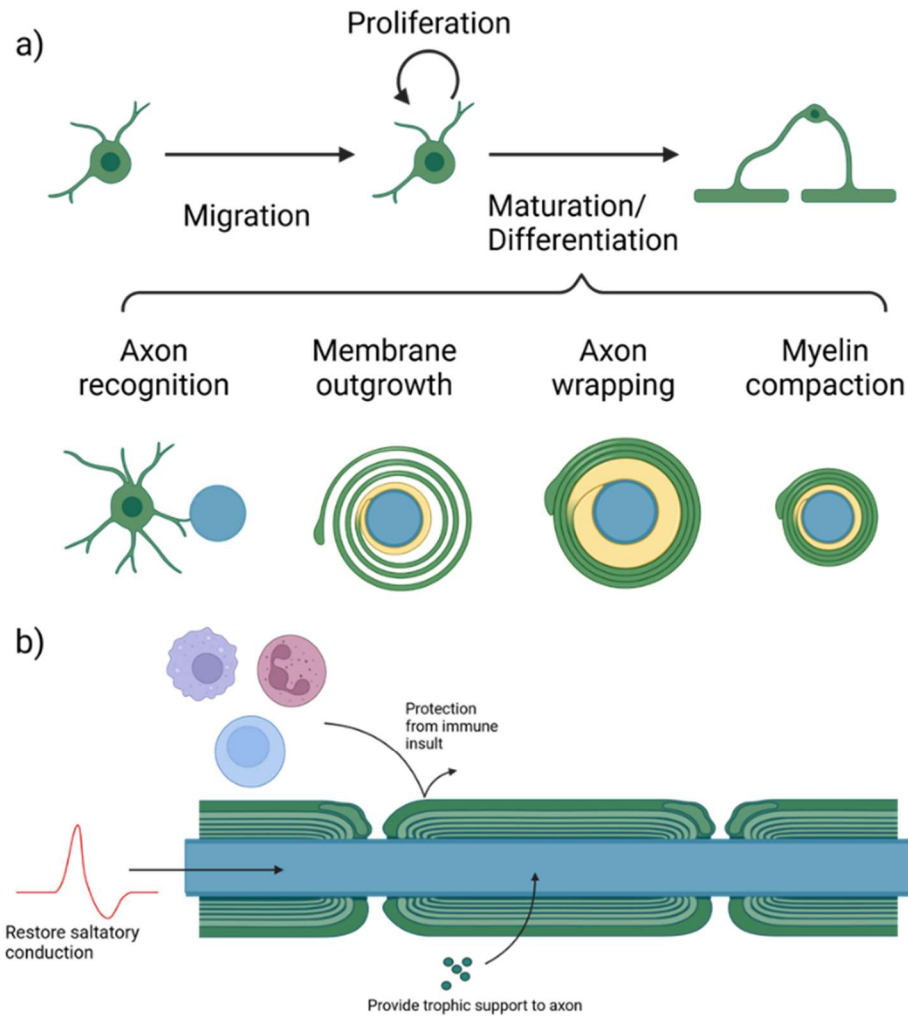 a)
Proliferation
Migration
Maturation/
Differentiation
Axon
recognition
Membrane
outgrowth
Axon
wrapping
Myelin
compaction
b)
Protection
from immune
insult
Restore saltatory
conduction
Provide trophic support to axon